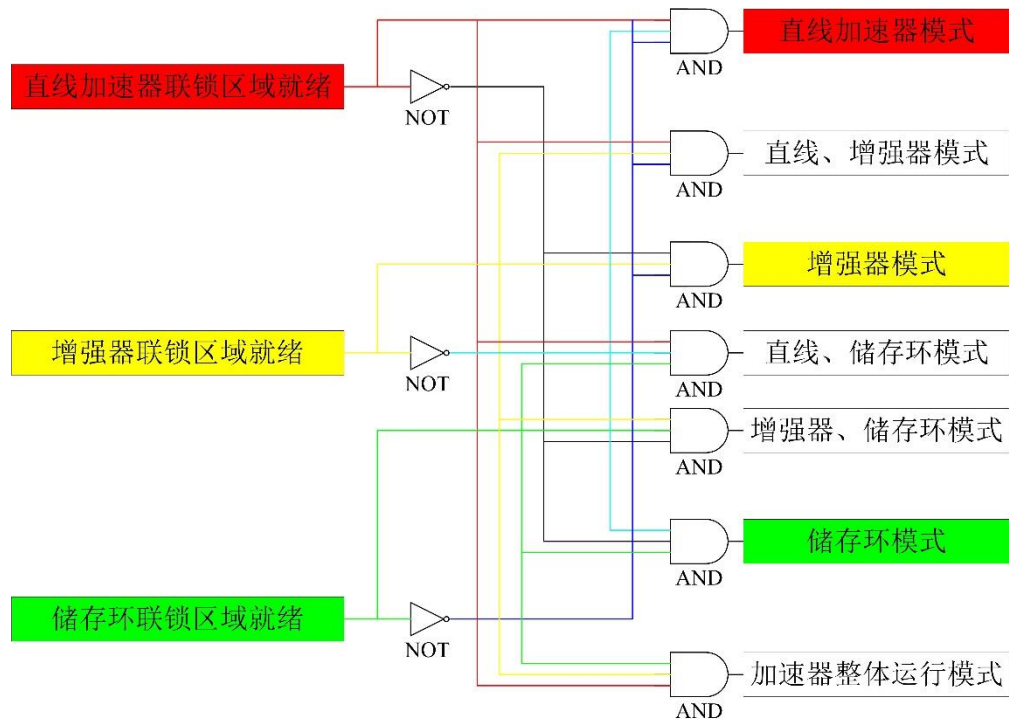 直线加速器模式
AND
直线加速器联锁区域就绪
NOT
直线、增强器模式
AND
增强器模式
AND
增强器联锁区域就绪
NOT
直线、储存环模式
AND
增强器、储存环模式
AND
储存环模式
AND
储存环联锁区域就绪
NOT
加速器整体运行模式
AND